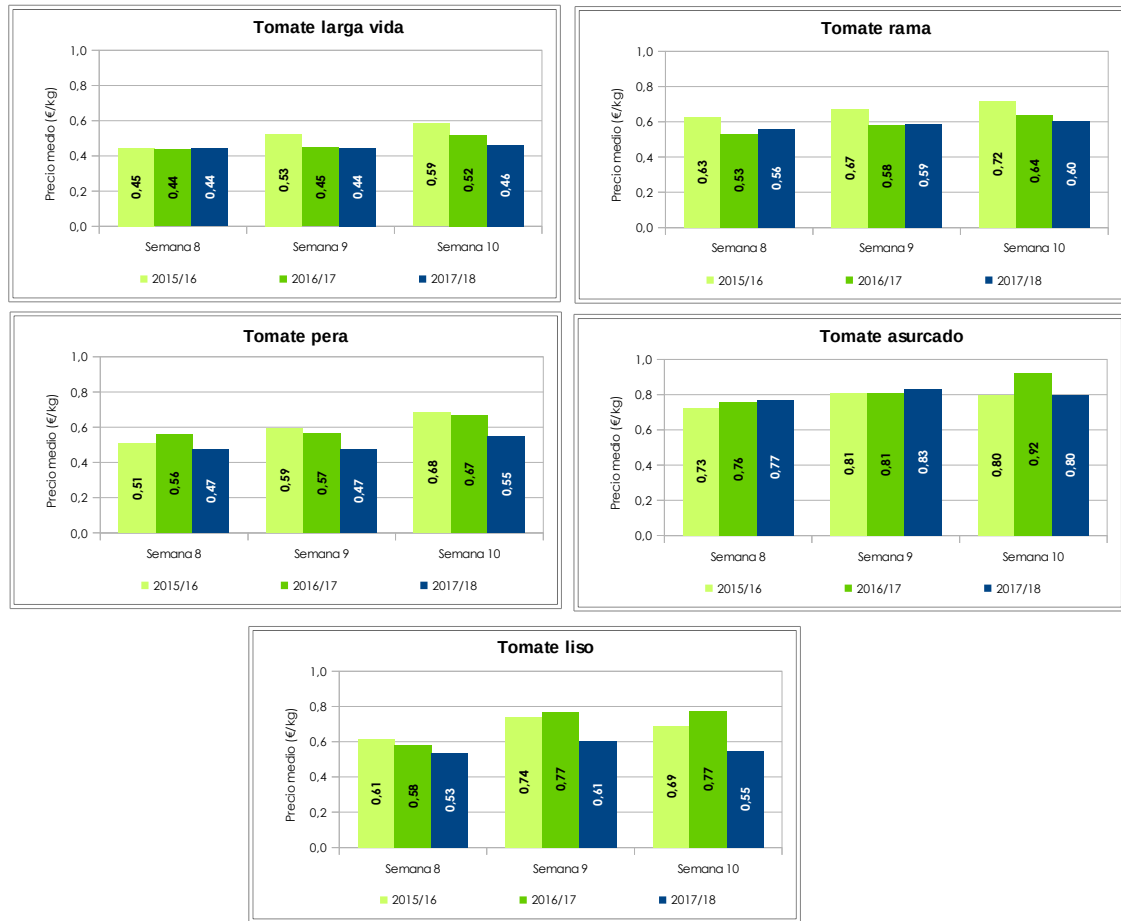 Tomate larga vida
Precio medio (€/kg)
1,0
0,8
0,6
0,4
0,2
0,0
0,45 0,44 0,44 0,53 0,45 0,44 0,59 0,52 0,46
Semana 8 Semana 9 Semana 10
2015/16 2016/17 2017/18
Tomate rama
Precio medio (€/kg)
1,0
0,8
0,6
0,4
0,2
0,0
0,63 0,53 0,56 0,67 0,58 0,59 0,72 0,64 0,60
Semana 8 Semana 9 Semana 10
2015/16 2016/17 2017/18
Tomate pera
Precio medio (€/kg)
1,0
0,8
0,6
0,4
0,2
0,0
0,51 0,56 0,47 0,59 0,57 0,47 0,68 0,67 0,55
Semana 8 Semana 9 Semana 10
2015/16 2016/17 2017/18
Tomate asurcado
Precio medio (€/kg)
1,0
0,8
0,6
0,4
0,2
0,0
0,73 0,76 0,77 0,81 0,81 0,83 0,80 0,92 0,80
Semana 8 Semana 9 Semana 10
2015/16 2016/17 2017/18
Tomate liso
Precio medio (€/kg)
1,0
0,8
0,6
0,4
0,2
0,0
0,61 0,58 0,53 0,74 0,77 0,61 0,69 0,77 0,55
Semana 8 Semana 9 Semana 10
2015/16 2016/17 2017/18